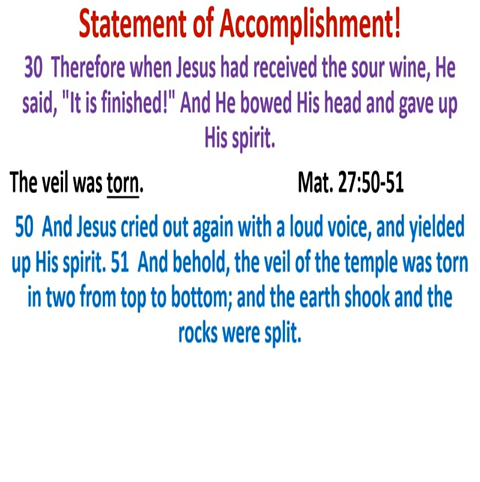 Statement of Accomplishment!
30 Therefore when Jesus had received the sour wine, He
said, "It is finished!" And He bowed His head and gave up
His spirit.
The veil was torn. Mat. 27:50-51
50 And Jesus cried out again with a loud voice, and yielded
up His spirit. 51 And behold, the veil of the temple was torn
in two from top to bottom; and the earth shook and the
rocks were split.